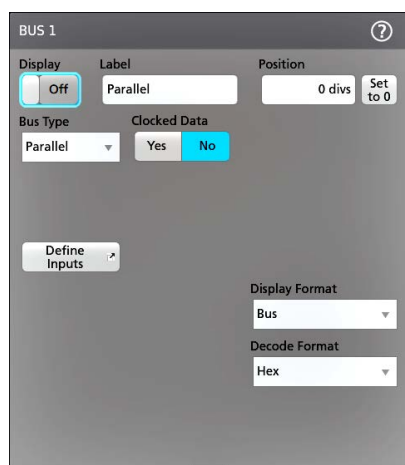 BUS 1
?
Display Label Position
Off Parallel 0 divs Set
to 0
Bus Type Clocked Data
Parallel Yes No
Define
Inputs
Display Format
Bus
Decode Format
Hex